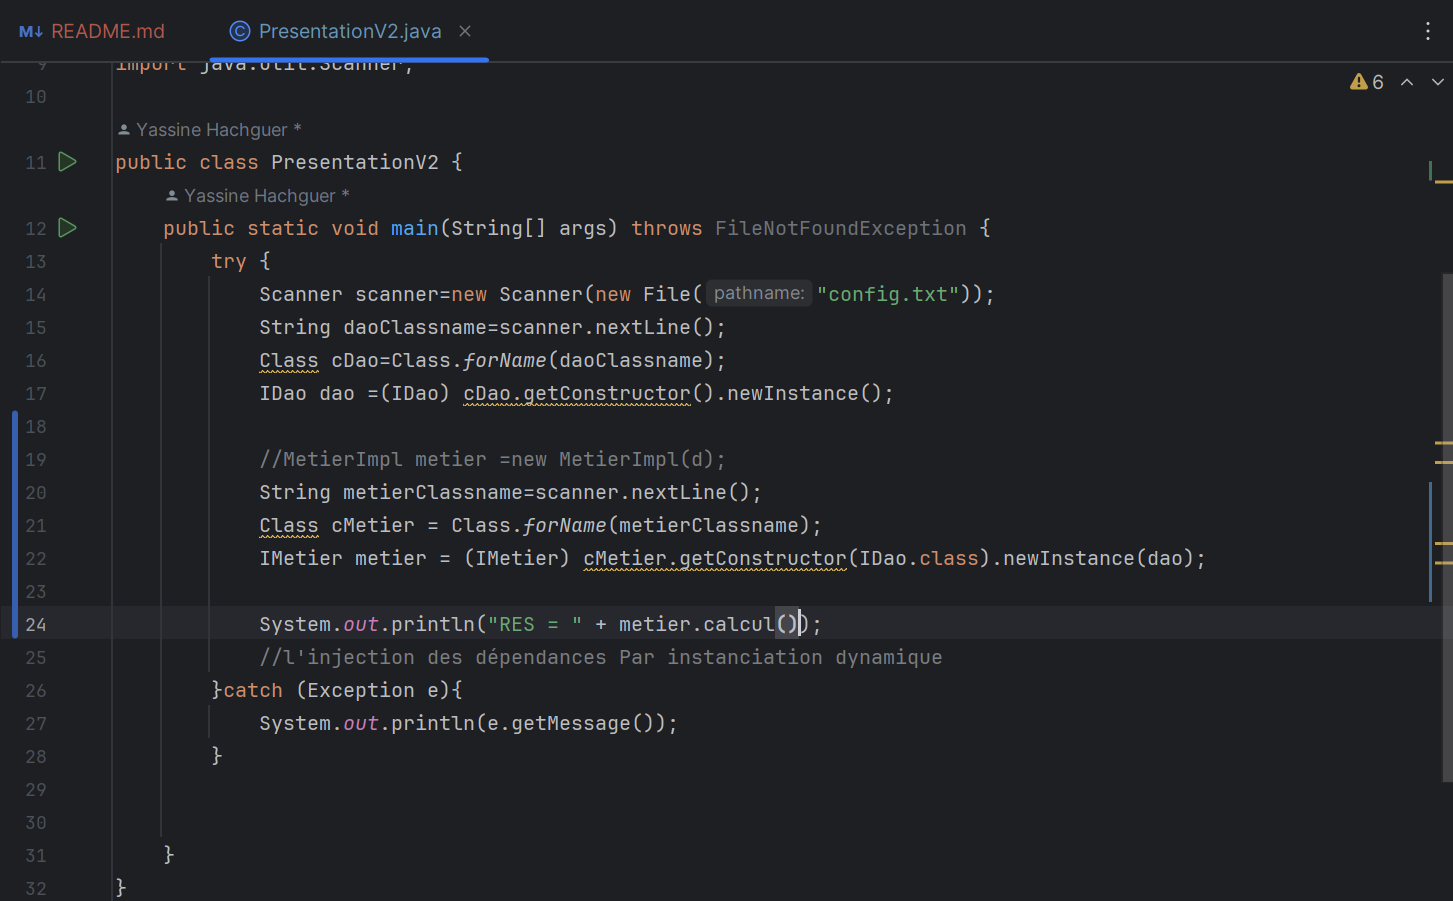 M↓ README.md
PresentationV2.java
9 import java.util.Scanner;
6
10
Yassine Hachguer *
11 public class PresentationV2 {
Yassine Hachguer *
12 public static void main(String[] args) throws FileNotFoundException {
13 try {
14 Scanner scanner=new Scanner(new File( pathname: "config.txt"));
15 String daoClassname=scanner.nextLine();
16 Class cDao=Class.forName(daoClassname);
17 IDao dao =(IDao) cDao.getConstructor().newInstance();
18
19 //MetierImpl metier =new MetierImpl(d);
20 String metierClassname=scanner.nextLine();
21 Class cMetier = Class.forName(metierClassname);
22 IMetier metier = (IMetier) cMetier.getConstructor(IDao.class).newInstance(dao);
23
24 System.out.println("RES = " + metier.calcul());
25 //l'injection des dépendances Par instanciation dynamique
26 }catch (Exception e){
27 System.out.println(e.getMessage());
28 }
29
30
31 }
32 }